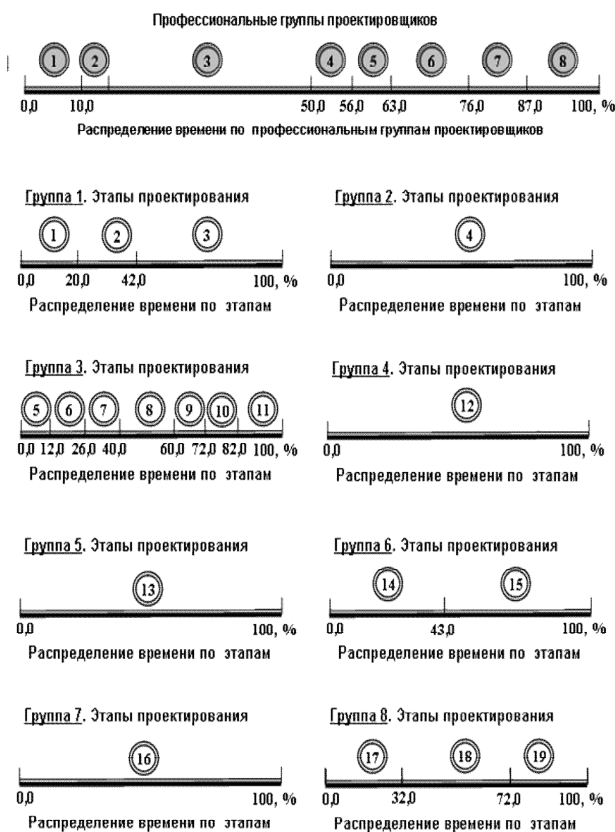 Профессиональные группы проектировщиков
1 2 3 4 5 6 7 8
0,0 10,0 50,0 56,0 63,0 76,0 87,0 100, %
Распределение времени по профессиональным группам проектировщиков
Группа 1. Этапы проектирования
1 2 3
0,0 20,0 42,0 100, %
Распределение времени по этапам
Группа 2. Этапы проектирования
4
0,0 100, %
Распределение времени по этапам
Группа 3. Этапы проектирования
5 6 7 8 9 10 11
0,0 12,0 26,0 40,0 60,0 72,0 82,0 100, %
Распределение времени по этапам
Группа 4. Этапы проектирования
12
0,0 100, %
Распределение времени по этапам
Группа 5. Этапы проектирования
13
0,0 100, %
Распределение времени по этапам
Группа 6. Этапы проектирования
14 15
0,0 43,0 100, %
Распределение времени по этапам
Группа 7. Этапы проектирования
16
0,0 100, %
Распределение времени по этапам
Группа 8. Этапы проектирования
17 18 19
0,0 32,0 72,0 100, %
Распределение времени по этапам